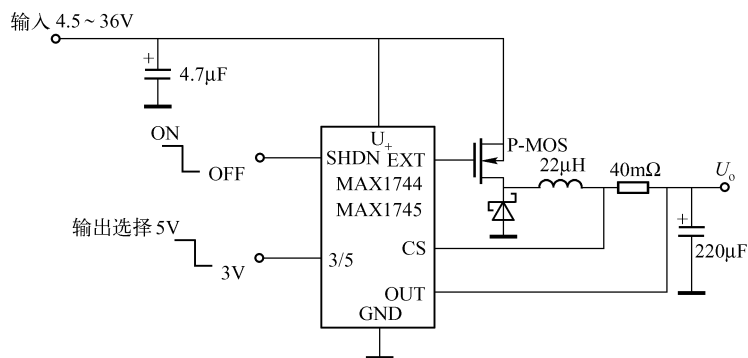 输入 4.5～36V
4.7μF
ON
OFF
U+
SHDN EXT
MAX1744
MAX1745
CS
输出选择 5V
3V
3/5
OUT
GND
P-MOS
22μH
40mΩ
Uo
220μF